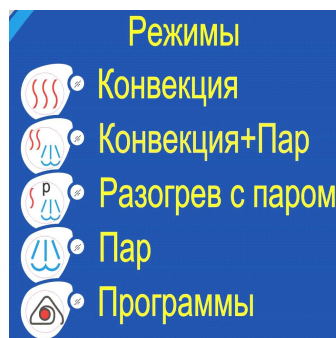 Режимы
Конвекция
Конвекция+Пар
р
Разогрев с паром
Пар
Программы